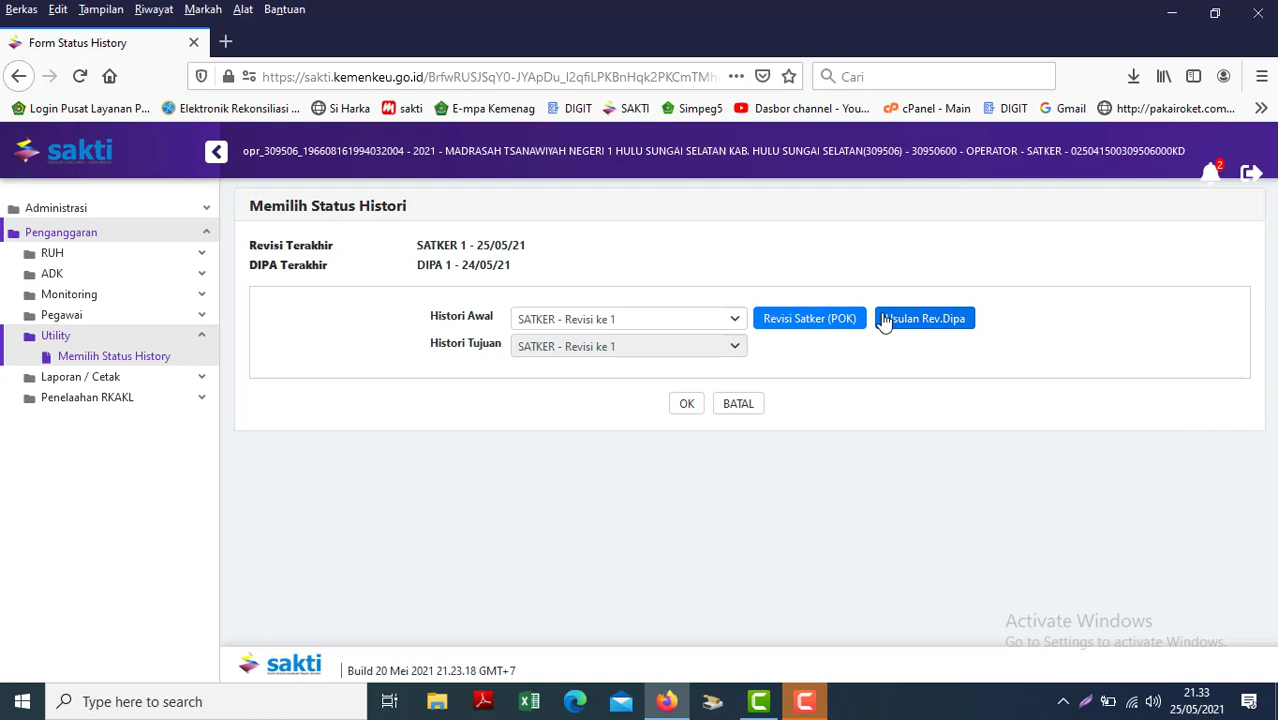 Berkas Edit Tampilan Riwayat Markah Alat Bantuan
Form Status History
https://sakti.kemenkeu.go.id/BrfwRUSJSqY0-JYApDu_l2qfiLPKBnHqk2PKCmTMh
Cari
Login Pusat Layanan P... Elektronik Rekonsiliasi ... Si Harka sakti E-mpa Kemenag DIGIT SAKTI Simpeg5 Dasbor channel - You... cPanel - Main DIGIT Gmail http://pakairoket.com...
sakti
opr_309506_196608161994032004 - 2021 - MADRASAH TSANAWIYAH NEGERI 1 HULU SUNGAI SELATAN KAB. HULU SUNGAI SELATAN(309506) - 30950600 - OPERATOR - SATKER - 025041500309506000KD
2
Administrasi
Penganggaran
RUH
ADK
Monitoring
Pegawai
Utility
Memilih Status History
Laporan / Cetak
Penelaahan RKAKL
Memilih Status Histori
Revisi Terakhir SATKER 1 - 25/05/21
DIPA Terakhir DIPA 1 - 24/05/21
Histori Awal SATKER - Revisi ke 1 Revisi Satker (POK) Usulan Rev.Dipa
Histori Tujuan SATKER - Revisi ke 1
OK BATAL
Activate Windows
Go to Settings to activate Windows.
sakti Build 20 Mei 2021 21.23.18 GMT+7
Type here to search
21.33
25/05/2021